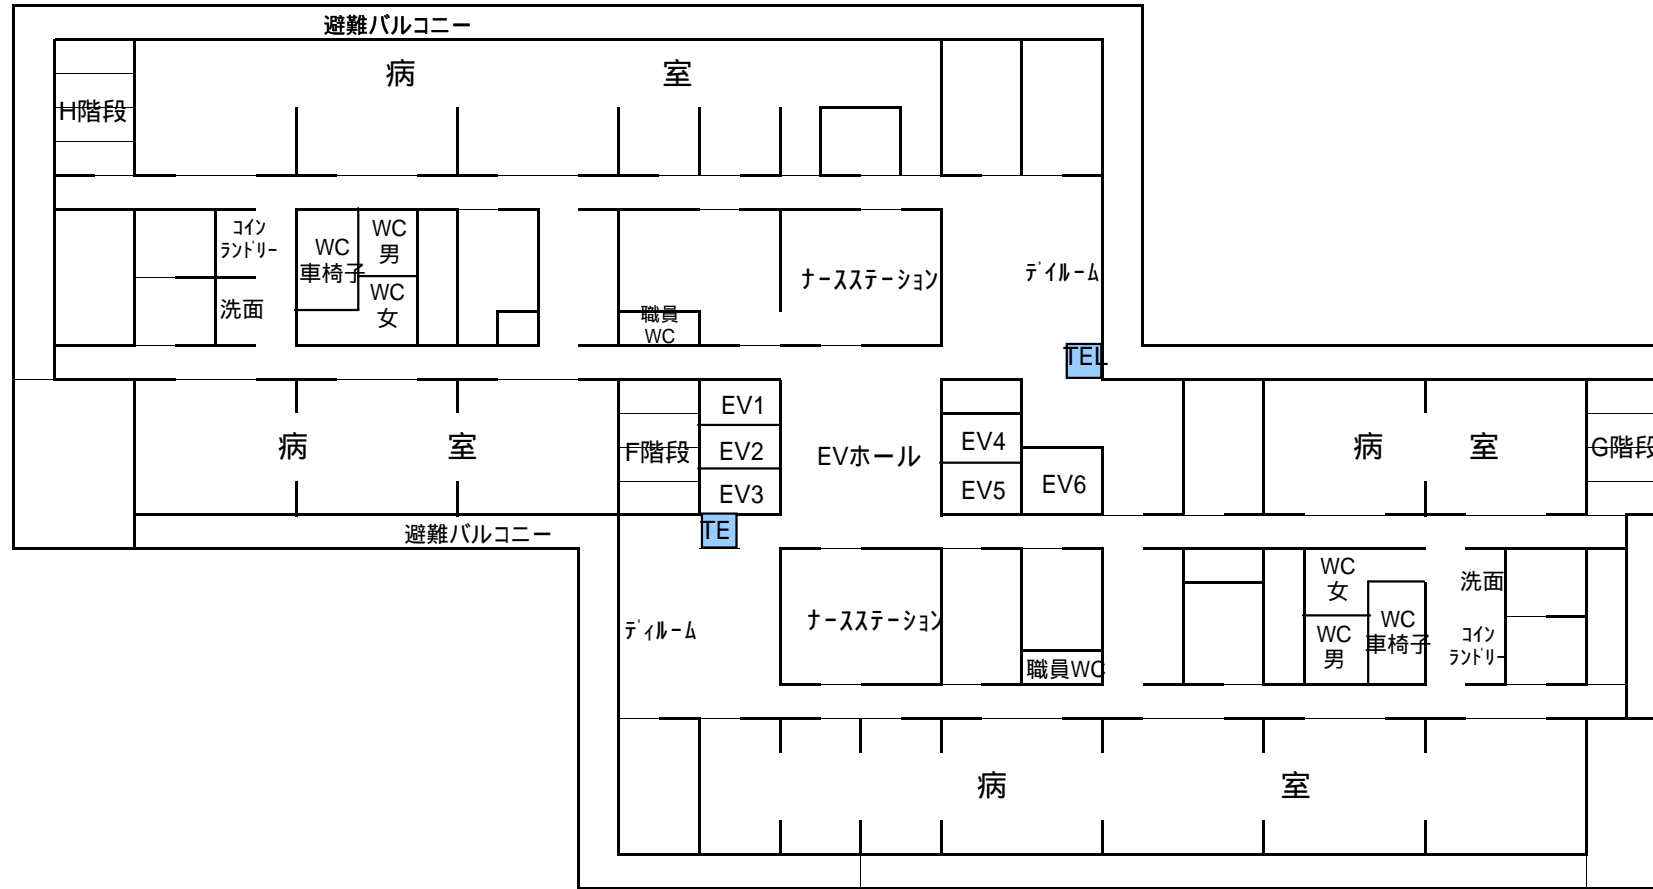 避難バルコニー
病 室
H階段
コイン
ランドリー
WC
車椅子
WC
男
WC
女
洗面
職員
WC
ナースステーション
デイルーム
TEL
病 室
F階段
EV1
EV2
EV3
EVホール
EV4
EV5
EV6
病 室
G階段
避難バルコニー
TE
ディルーム
ナースステーション
職員WC
WC
女
WC
男
WC
車椅子
洗面
コイン
ランドリー
病 室